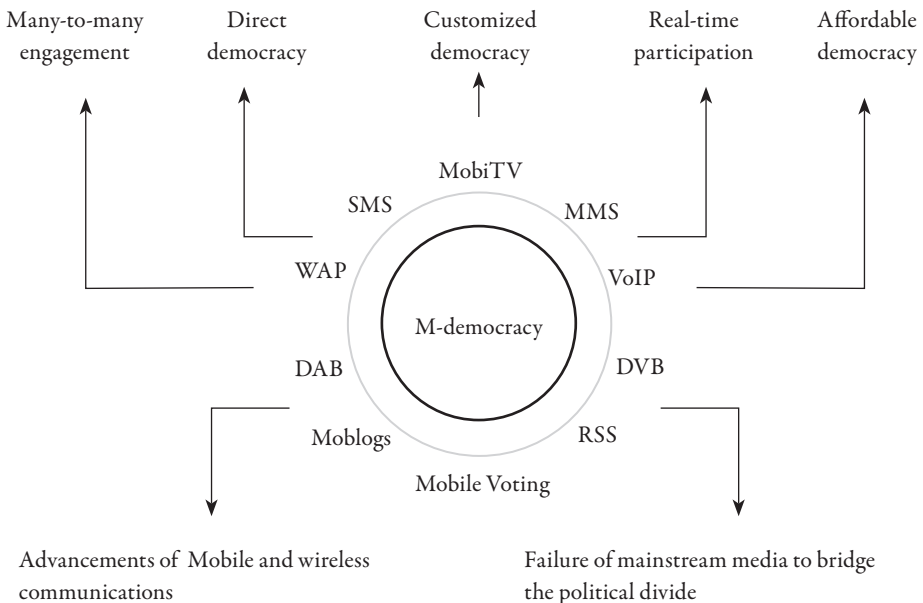 Many-to-many
engagement
Direct
democracy
Customized
democracy
Real-time
participation
Affordable
democracy
MobiTV
SMS
MMS
WAP
VoIP
M-democracy
DAB
DVB
Moblogs
RSS
Mobile Voting
Advancements of Mobile and wireless
communications
Failure of mainstream media to bridge
the political divide